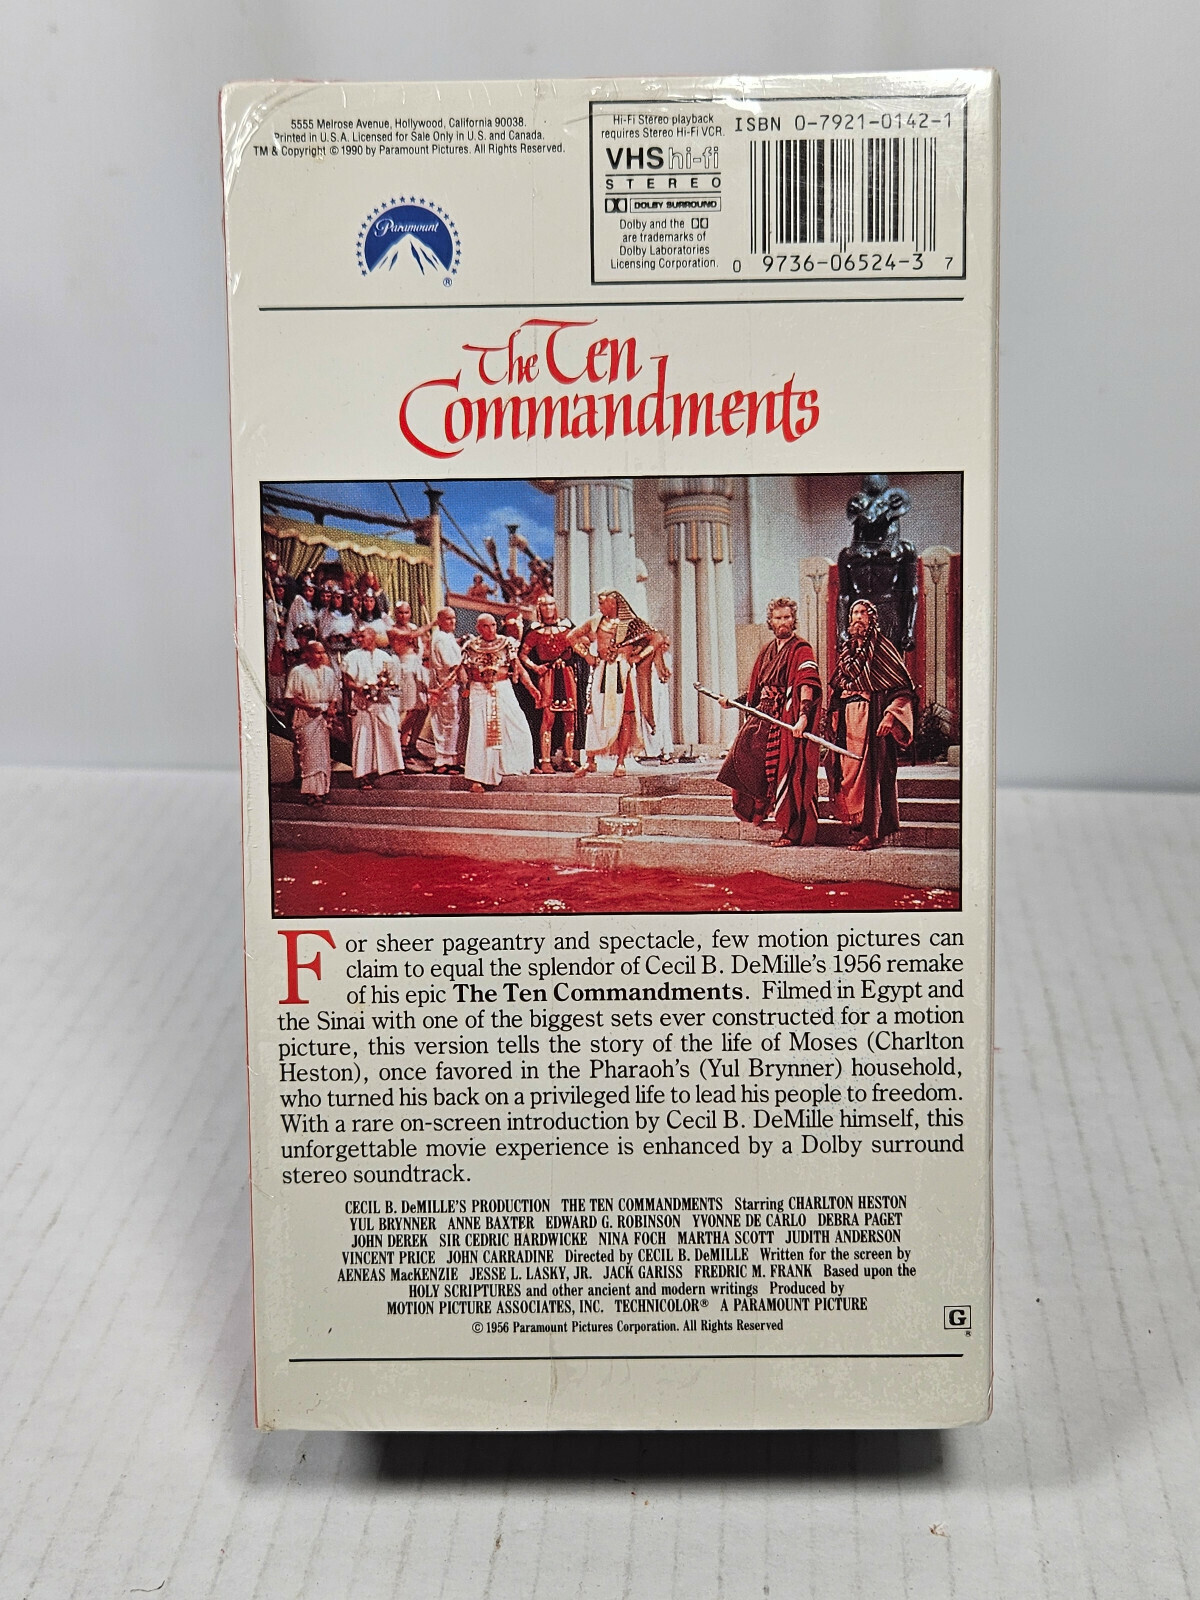 5555 Melrose Avenue, Hollywood, California 90038.
Printed in U.S.A. Licensed for Sale Only in U.S. and Canada.
TM & Copyright © 1990 by Paramount Pictures. All Rights Reserved.
Paramount
®
Hi-Fi Stereo playback
requires Stereo Hi-Fi VCR.
VHS hi-fi
STEREO
DOLBY SURROUND
Dolby and the
are trademarks of
Dolby Laboratories
Licensing Corporation.
ISBN 0-7921-0142-1
0 9736-06524-3 7
The Ten
Commandments
For sheer pageantry and spectacle, few motion pictures can
claim to equal the splendor of Cecil B. DeMille's 1956 remake
of his epic The Ten Commandments. Filmed in Egypt and
the Sinai with one of the biggest sets ever constructed for a motion
picture, this version tells the story of the life of Moses (Charlton
Heston), once favored in the Pharaoh's (Yul Brynner) household,
who turned his back on a privileged life to lead his people to freedom.
With a rare on-screen introduction by Cecil B. DeMille himself, this
unforgettable movie experience is enhanced by a Dolby surround
stereo soundtrack.
CECIL B. DeMILLE'S PRODUCTION THE TEN COMMANDMENTS Starring CHARLTON HESTON
YUL BRYNNER ANNE BAXTER EDWARD G. ROBINSON YVONNE DE CARLO DEBRA PAGET
JOHN DEREK SIR CEDRIC HARDWICKE NINA FOCH MARTHA SCOTT JUDITH ANDERSON
VINCENT PRICE JOHN CARRADINE Directed by CECIL B. DeMILLE Written for the screen by
AENEAS MacKENZIE JESSE L. LASKY, JR. JACK GARISS FREDRIC M. FRANK Based upon the
HOLY SCRIPTURES and other ancient and modern writings Produced by
MOTION PICTURE ASSOCIATES, INC. TECHNICOLOR® A PARAMOUNT PICTURE
© 1956 Paramount Pictures Corporation. All Rights Reserved
G
®